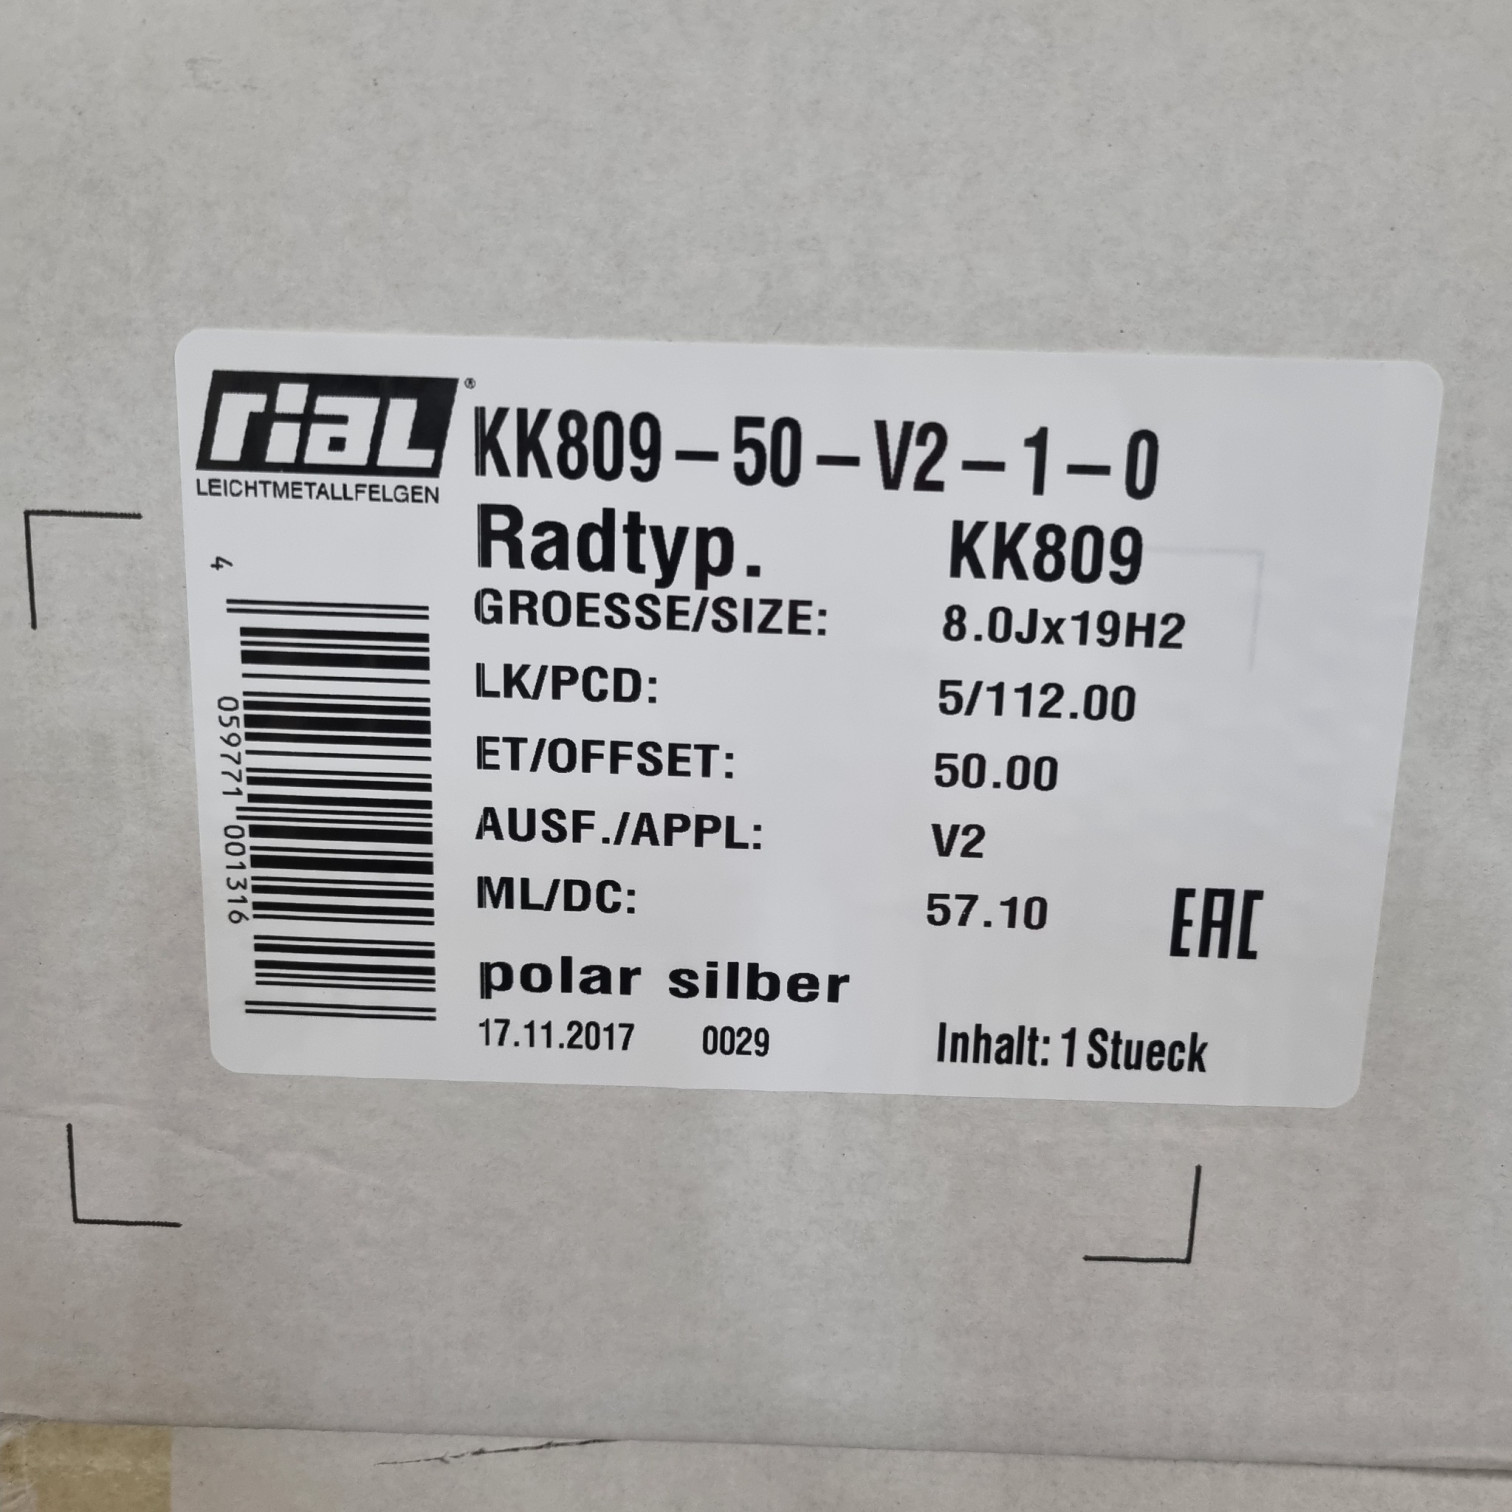 rial®
LEICHTMETALLFELGEN
KK809-50-V2-1-0
Radtyp. KK809
GROESSE/SIZE: 8.0Jx19H2
LK/PCD: 5/112.00
ET/OFFSET: 50.00
AUSF./APPL: V2
ML/DC: 57.10
EAC
polar silber
17.11.2017 0029 Inhalt: 1 Stueck
4 059771 001316